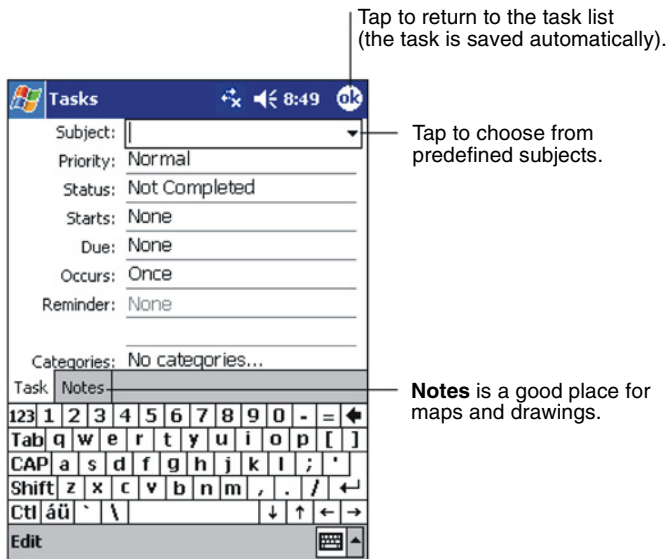 Tap to return to the task list
(the task is saved automatically).
Tasks 8:49 ok
Subject:
Tap to choose from
predefined subjects.
Priority: Normal
Status: Not Completed
Starts: None
Due: None
Occurs: Once
Reminder: None
Categories: No categories...
Task Notes
Notes is a good place for
maps and drawings.
123 1 2 3 4 5 6 7 8 9 0 - =
Tab q w e r t y u i o p [ ]
CAP a s d f g h j k l ; '
Shift z x c v b n m , . /
Ctl áü ` \
Edit